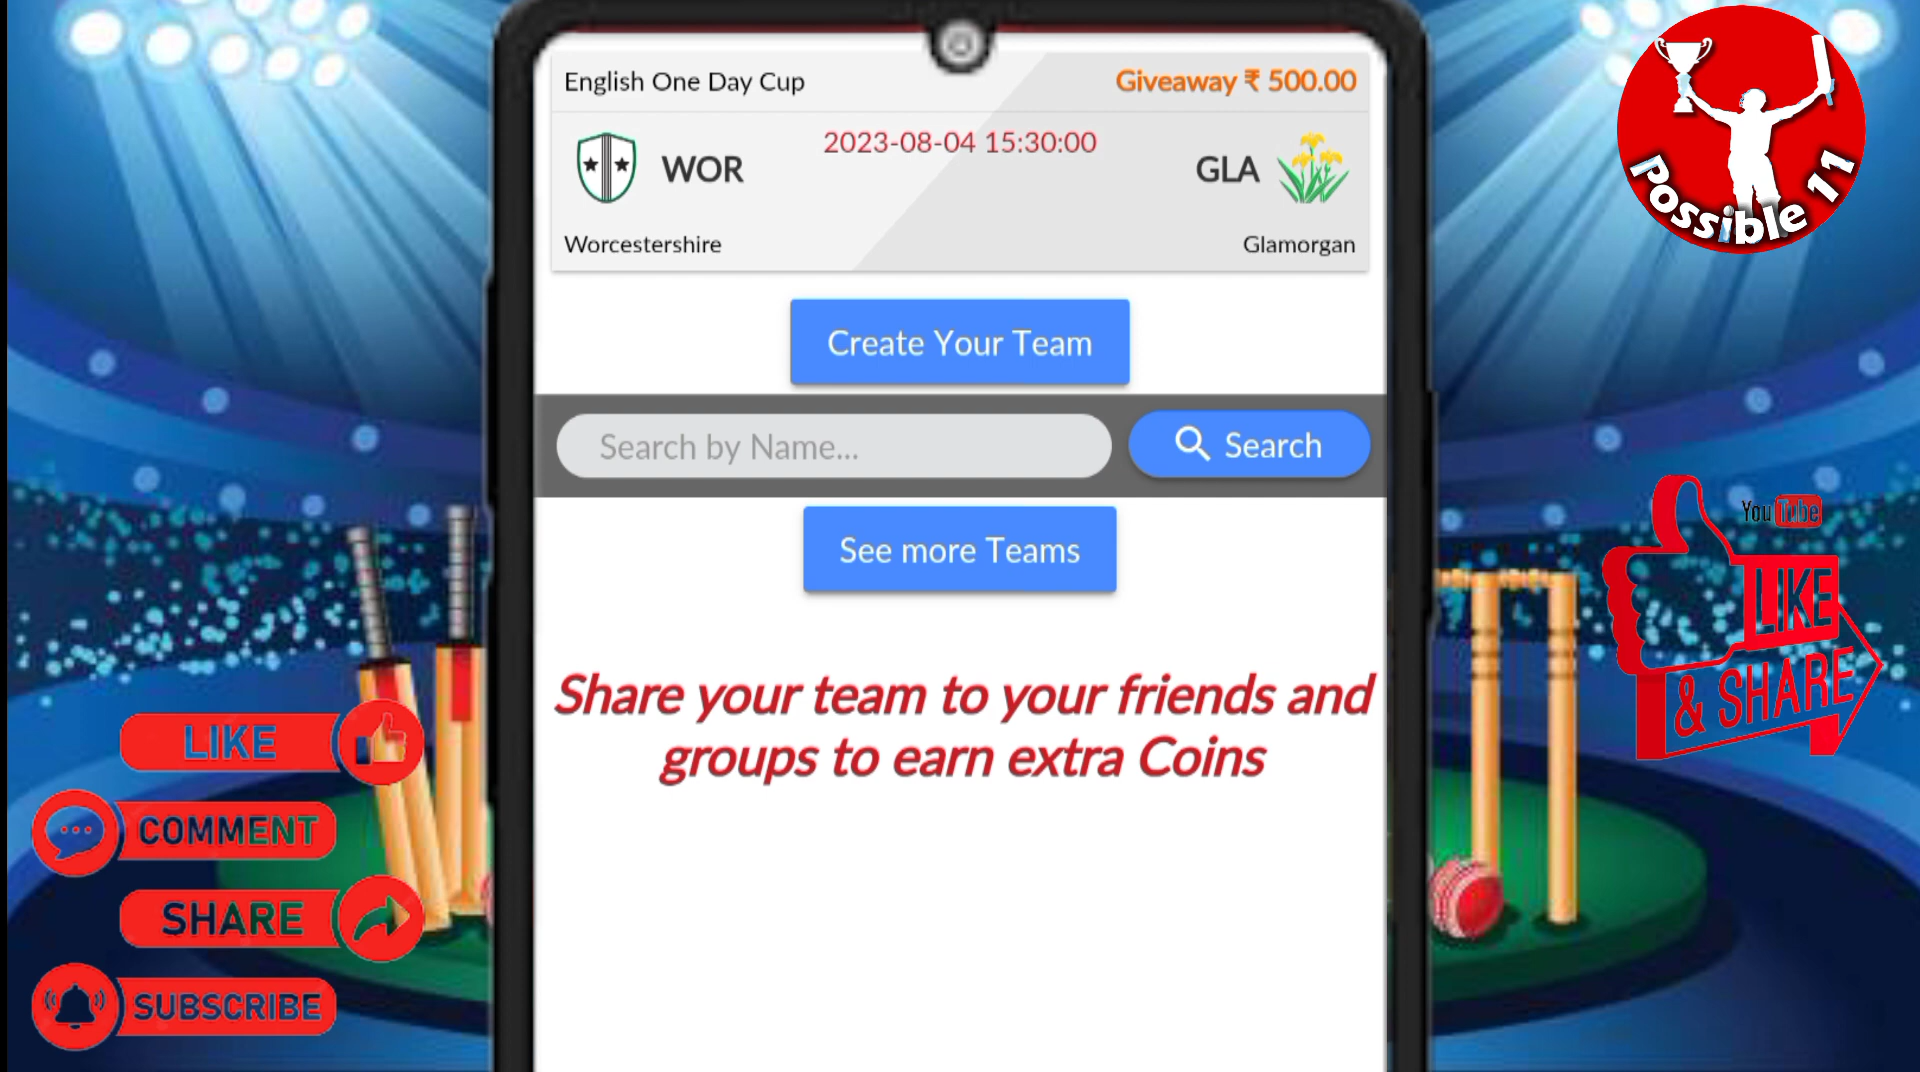 English One Day Cup
Giveaway ₹ 500.00
2023-08-04 15:30:00
WOR
GLA
Worcestershire
Glamorgan
Create Your Team
Search by Name...
Search
See more Teams
Share your team to your friends and
groups to earn extra Coins
Possible 11
YouTube
LIKE
& SHARE
LIKE
COMMENT
SHARE
SUBSCRIBE